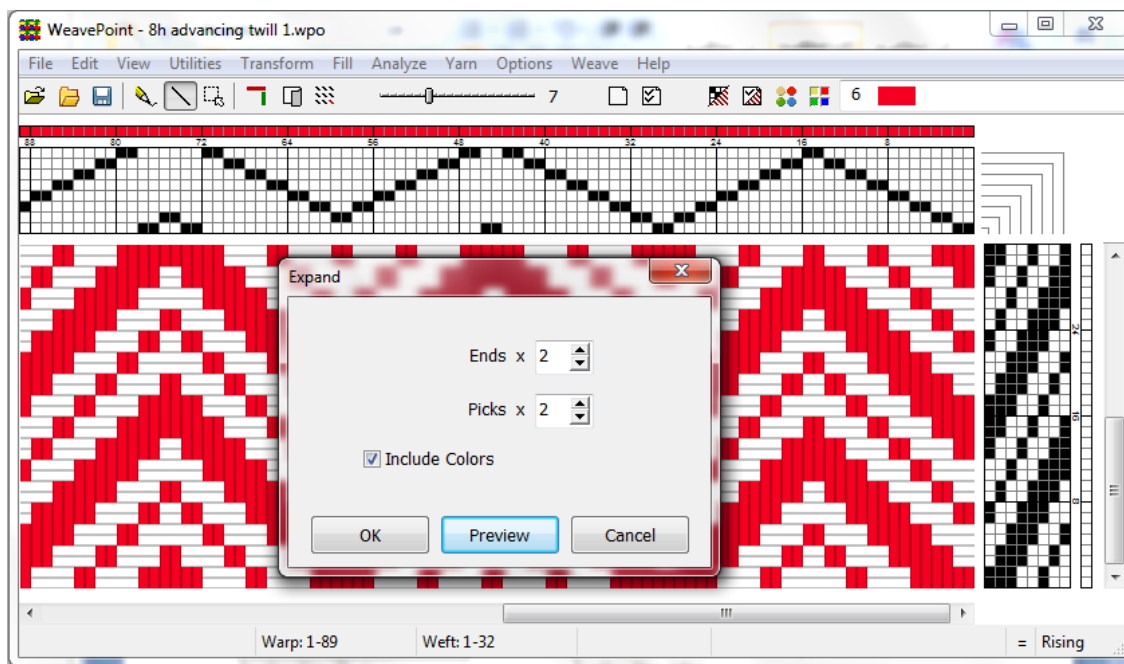 WeavePoint - 8h advancing twill 1.wpo
File Edit View Utilities Transform Fill Analyze Yarn Options Weave Help
7 6
88 80 72 64 56 48 40 32 24 16 8
Expand
Ends x 2
Picks x 2
Include Colors
OK Preview Cancel
24
16
8
Warp: 1-89 Weft: 1-32 = Rising